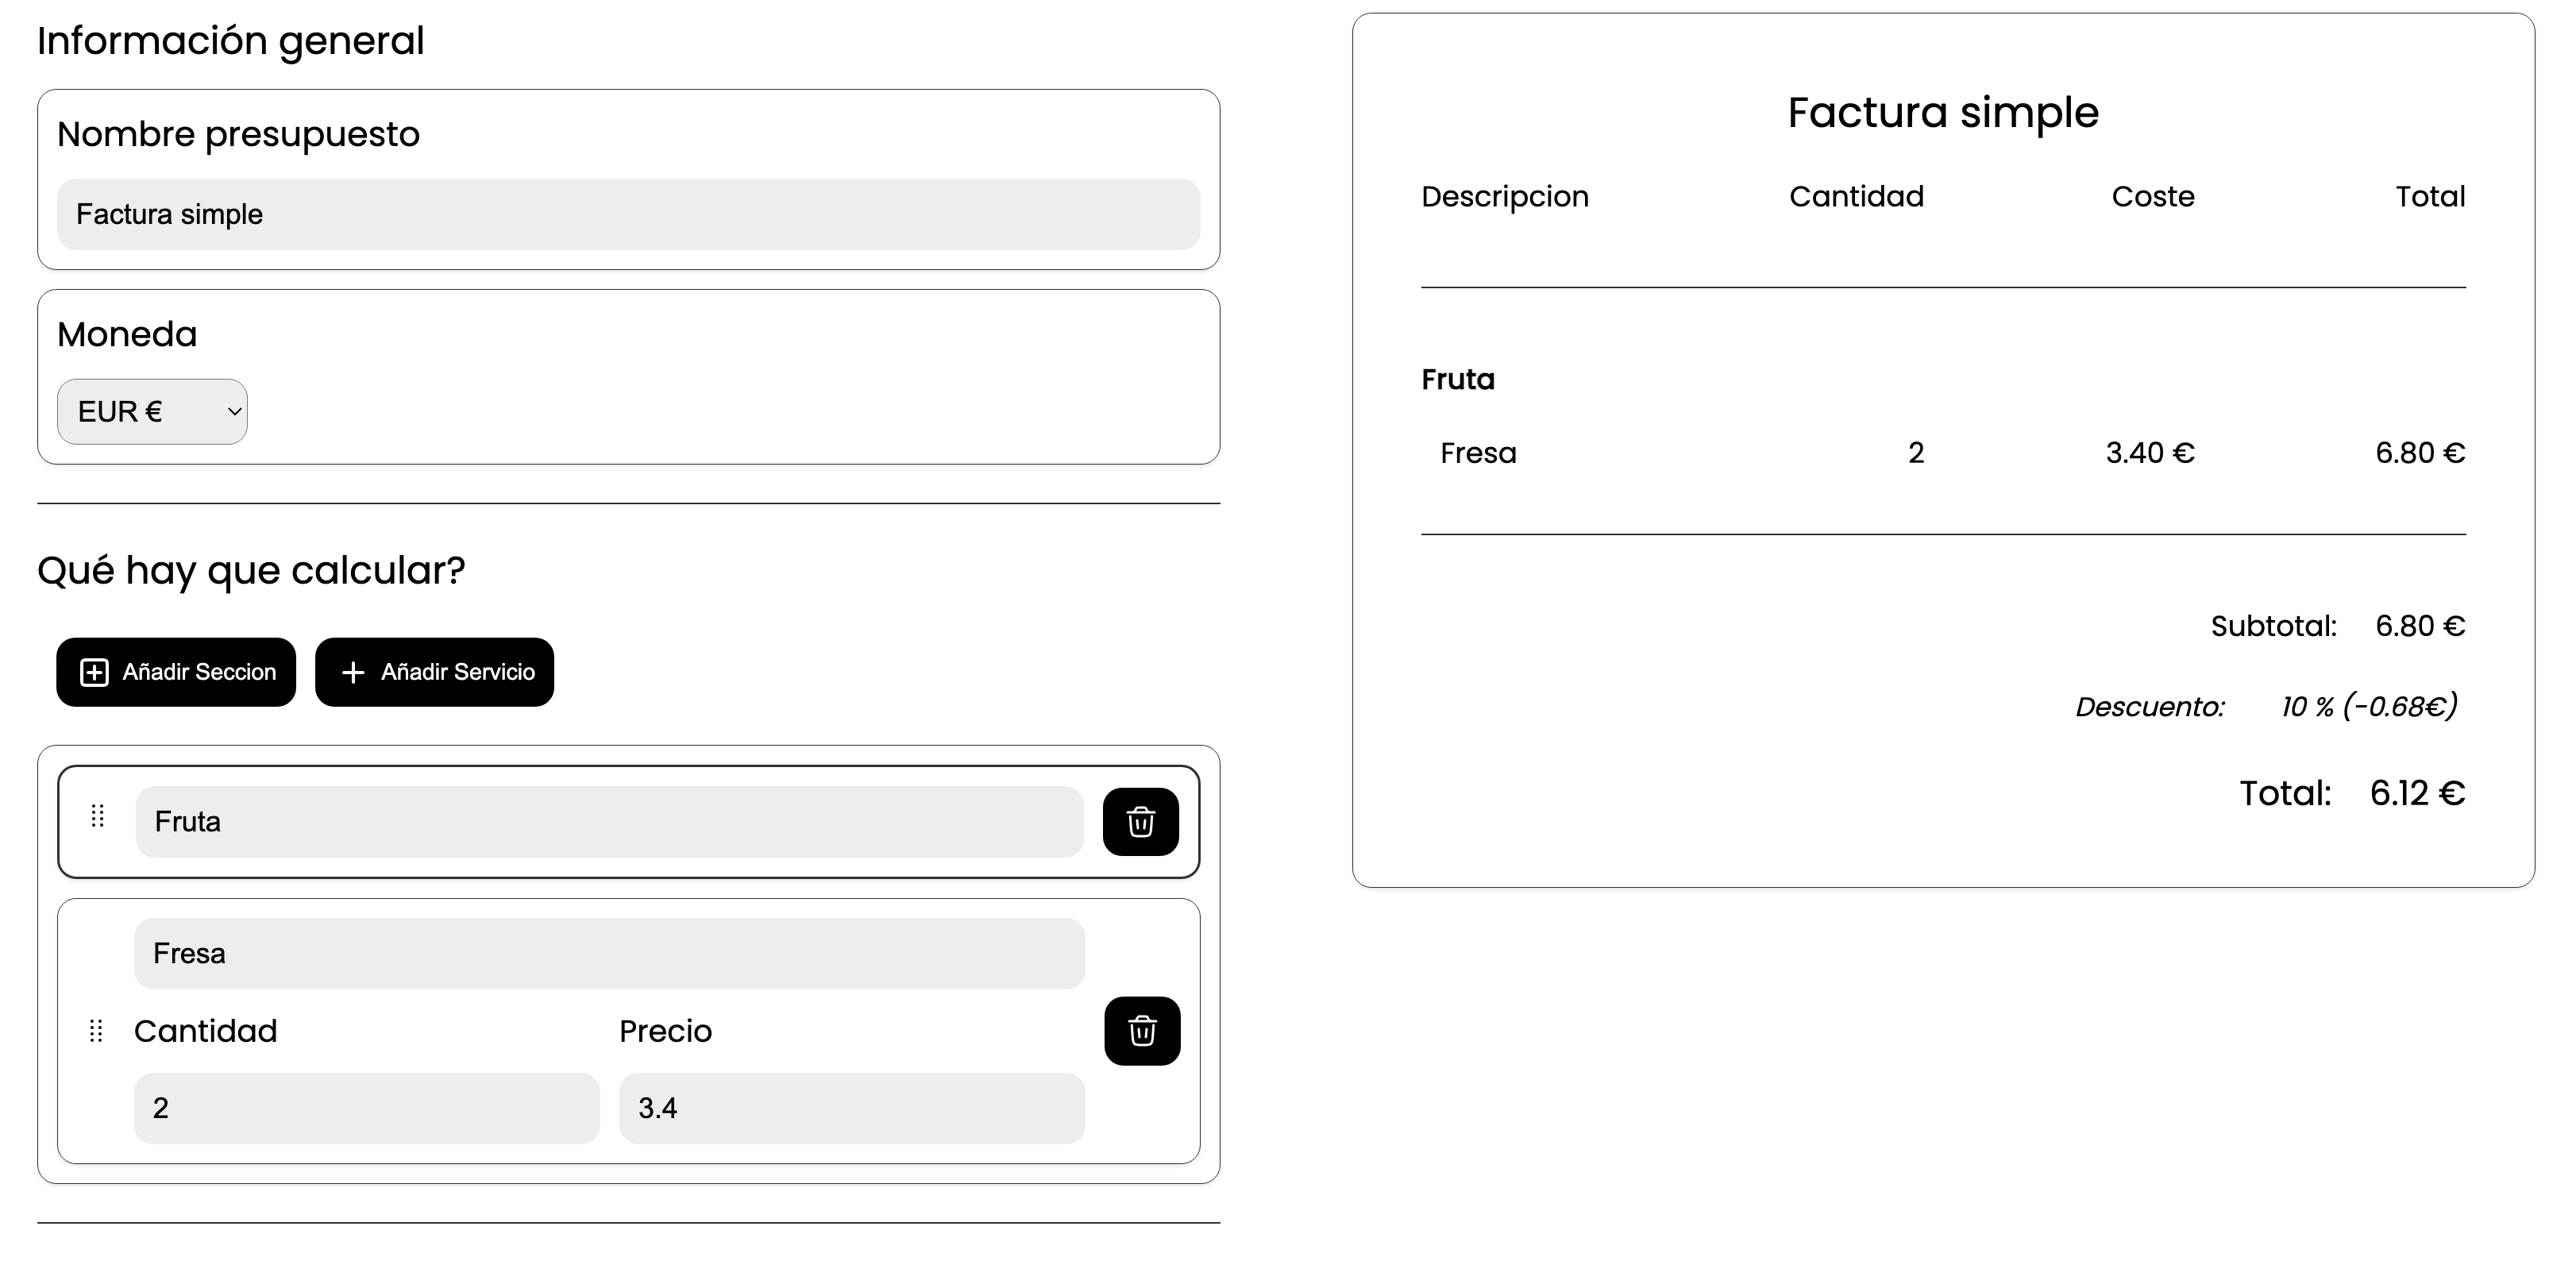 Información general
Nombre presupuesto
Factura simple
Moneda
EUR €
Qué hay que calcular?
Añadir Seccion
Añadir Servicio
Fruta
Fresa
Cantidad Precio
2 3.4
Factura simple
Descripcion Cantidad Coste Total
Fruta
Fresa 2 3.40 € 6.80 €
Subtotal: 6.80 €
Descuento: 10 % (-0.68€)
Total: 6.12 €